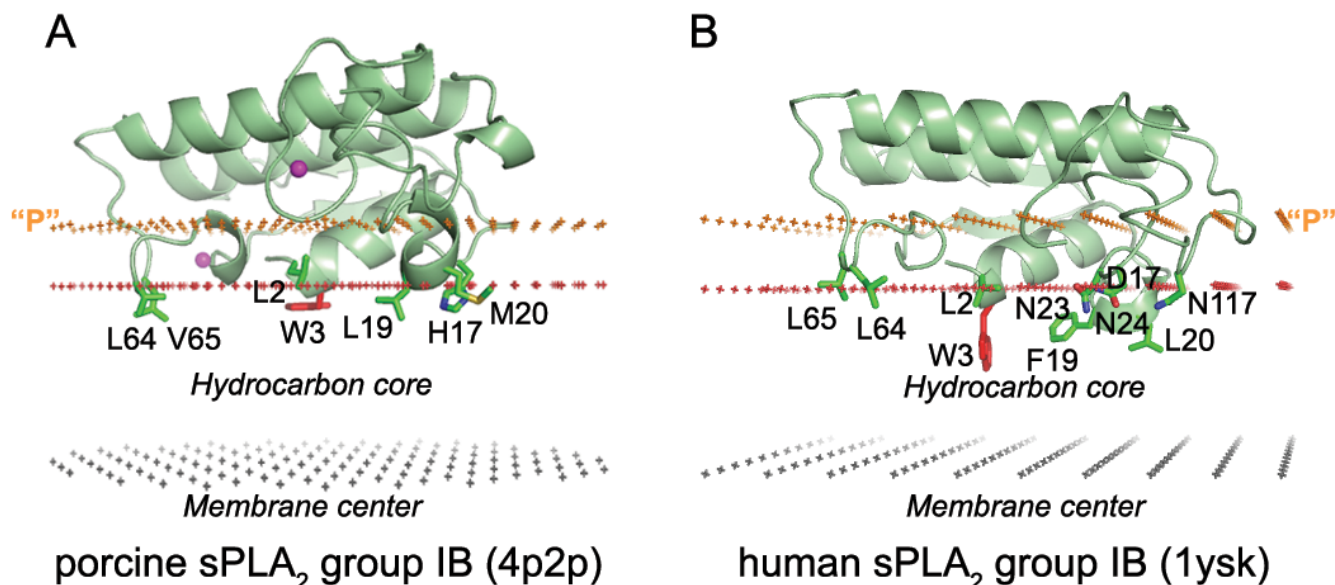 A
"P"
L2
L64 V65
W3
L19
H17
M20
Hydrocarbon core
Membrane center
porcine sPLA₂ group IB (4p2p)
B
"P"
L65
L64
L2
W3
N23
D17
N24
F19
N117
L20
Hydrocarbon core
Membrane center
human sPLA₂ group IB (1ysk)